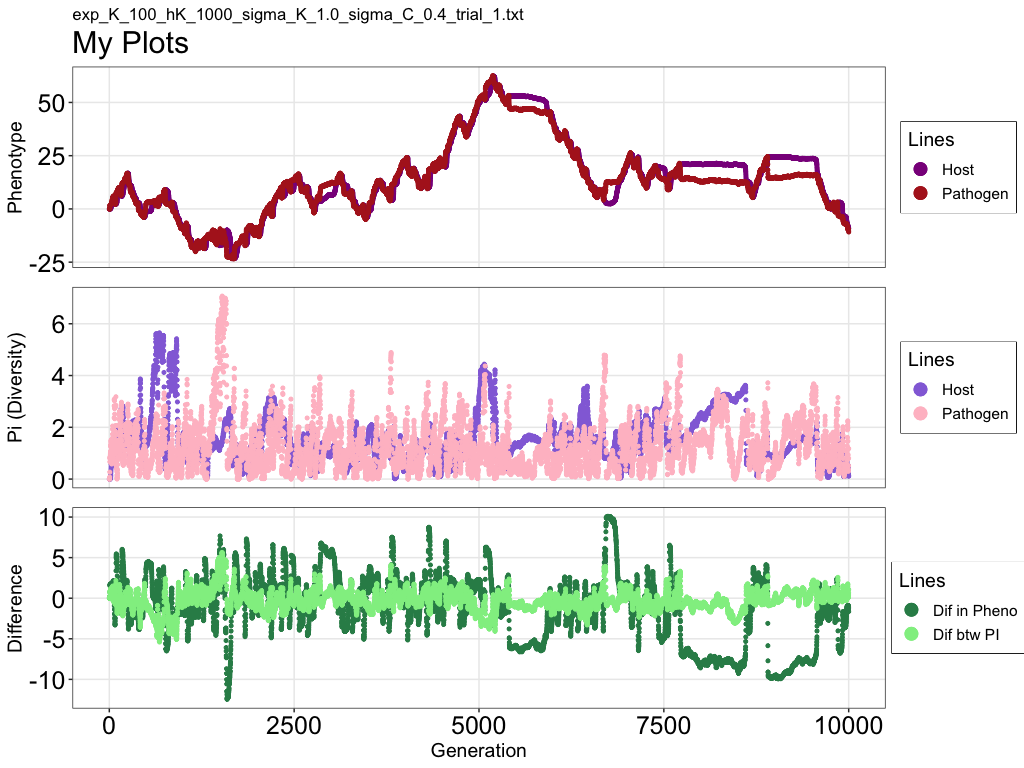 exp_K_100_hK_1000_sigma_K_1.0_sigma_C_0.4_trial_1.txt
My Plots
Phenotype
50
25
0
-25
Lines
Host
Pathogen
Pi (Diversity)
6
4
2
0
Lines
Host
Pathogen
Difference
10
5
0
-5
-10
Lines
Dif in Pheno
Dif btw PI
0 2500 5000 7500 10000
Generation